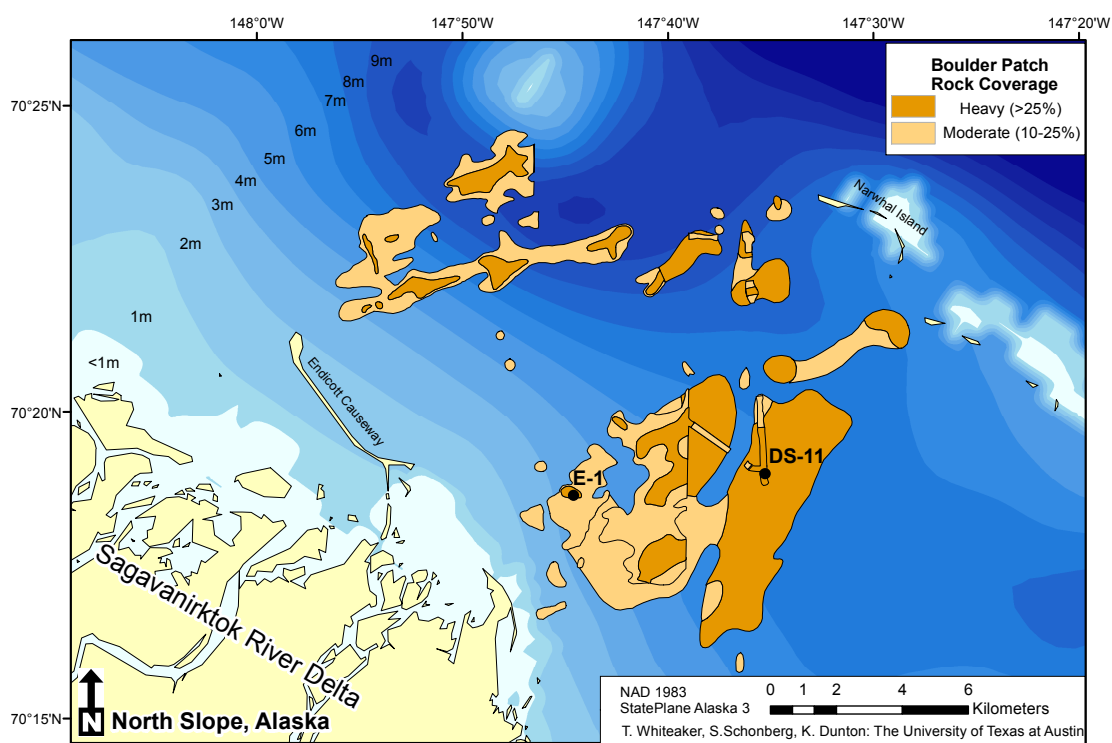 148°0'W 147°50'W 147°40'W 147°30'W 147°20'W
70°25'N
70°20'N
70°15'N
9m
8m
7m
6m
5m
4m
3m
2m
1m
<1m
Boulder Patch
Rock Coverage
Heavy (>25%)
Moderate (10-25%)
Narwhal Island
Endicott Causeway
E-1
DS-11
Sagavanirktok River Delta
N
North Slope, Alaska
NAD 1983
StatePlane Alaska 3
0 1 2 4 6
Kilometers
T. Whiteaker, S.Schonberg, K. Dunton: The University of Texas at Austin